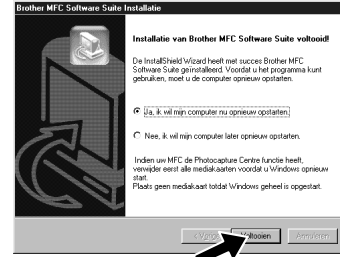 Brother MFC Software Suite Installatie
Installatie van Brother MFC Software Suite voltooid!
De InstallShield Wizard heeft met succes Brother MFC
Software Suite geïnstalleerd. Voordat u het programma kunt
gebruiken, moet u de computer opnieuw opstarten.
Ja, ik wil mijn computer nu opnieuw opstarten.
Nee, ik wil mijn computer later opnieuw opstarten.
Indien uw MFC de Photocapture Centre functie heeft,
verwijder eerst alle mediakaarten voordat u Windows opnieuw
start.
Plaats geen mediakaart totdat Windows geheel is opgestart.
Voltooien
Annuleren